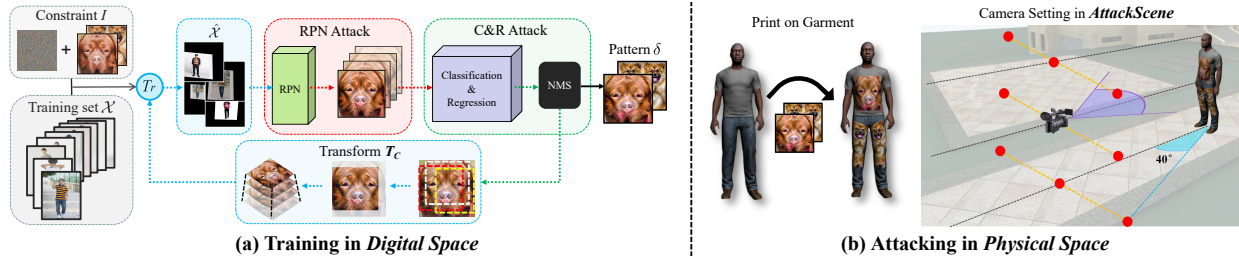 Constraint I
+
Training set 𝒳
Tr
𝒳̂
RPN Attack
RPN
C&R Attack
Classification
&
Regression
NMS
Pattern δ
Transform T_C
(a) Training in Digital Space
Print on Garment
Camera Setting in AttackScene
40°
(b) Attacking in Physical Space